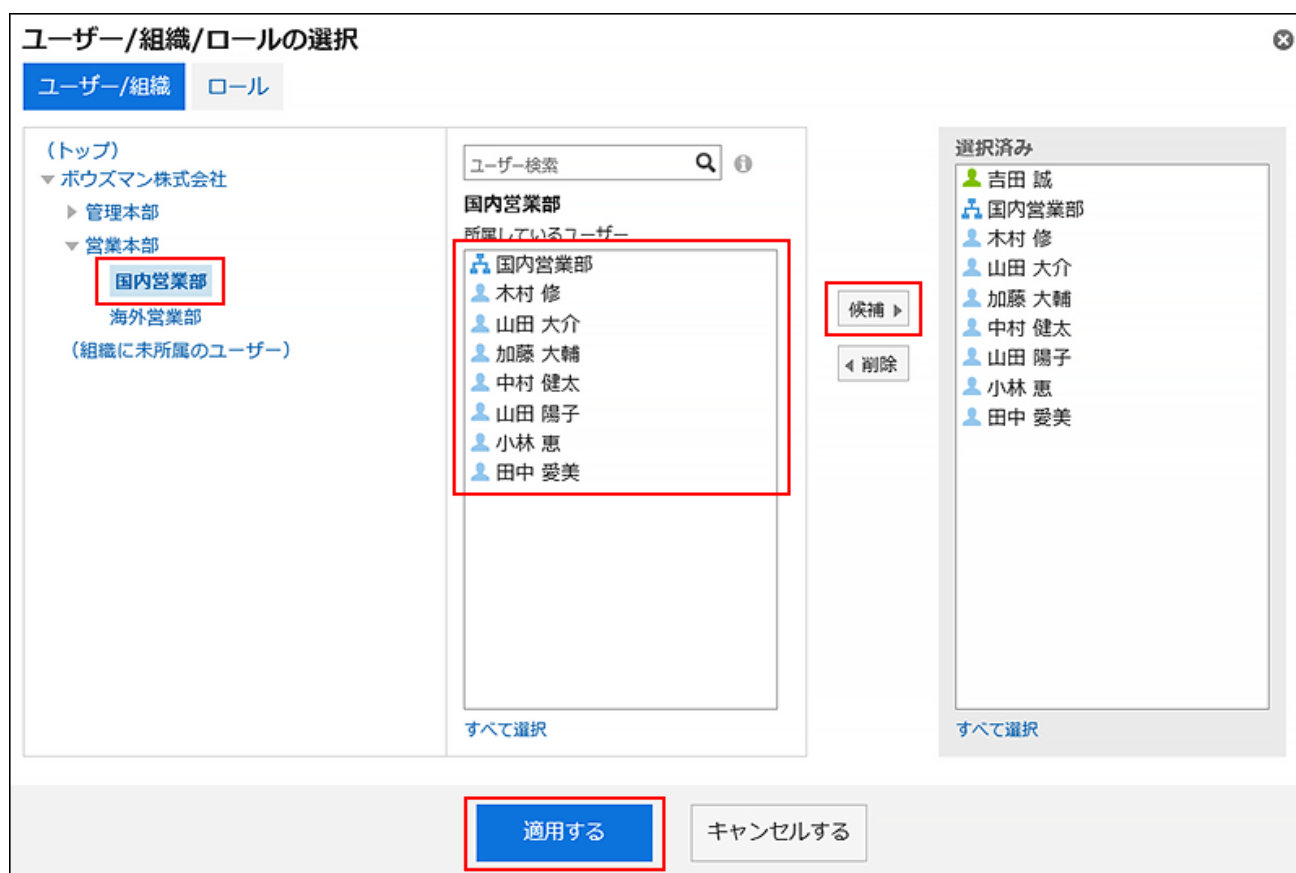 ユーザー/組織/ロールの選択
ユーザー/組織
ロール
(トップ)
ボウズマン株式会社
管理本部
営業本部
国内営業部
海外営業部
(組織に未所属のユーザー)
ユーザー検索
国内営業部
所属しているユーザー
国内営業部
木村 修
山田 大介
加藤 大輔
中村 健太
山田 陽子
小林 恵
田中 愛美
すべて選択
候補
削除
選択済み
吉田 誠
国内営業部
木村 修
山田 大介
加藤 大輔
中村 健太
山田 陽子
小林 恵
田中 愛美
すべて選択
適用する
キャンセルする